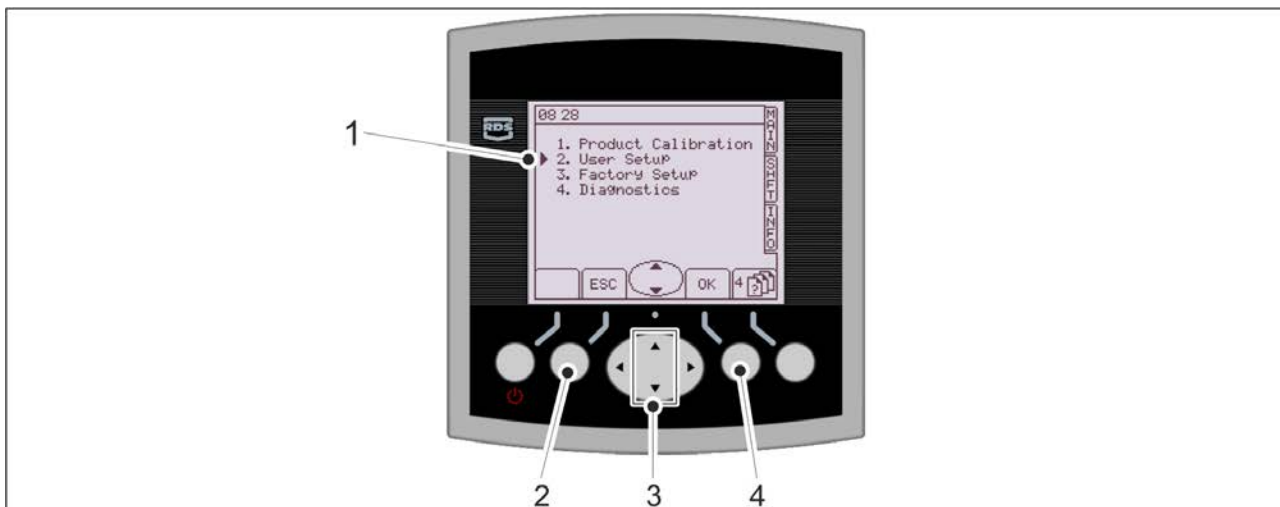 RDS
08 28
1. Product Calibration
2. User Setup
3. Factory Setup
4. Diagnostics
MAIN
SHFT
INFO
ESC
OK
4
?
1
2
3
4